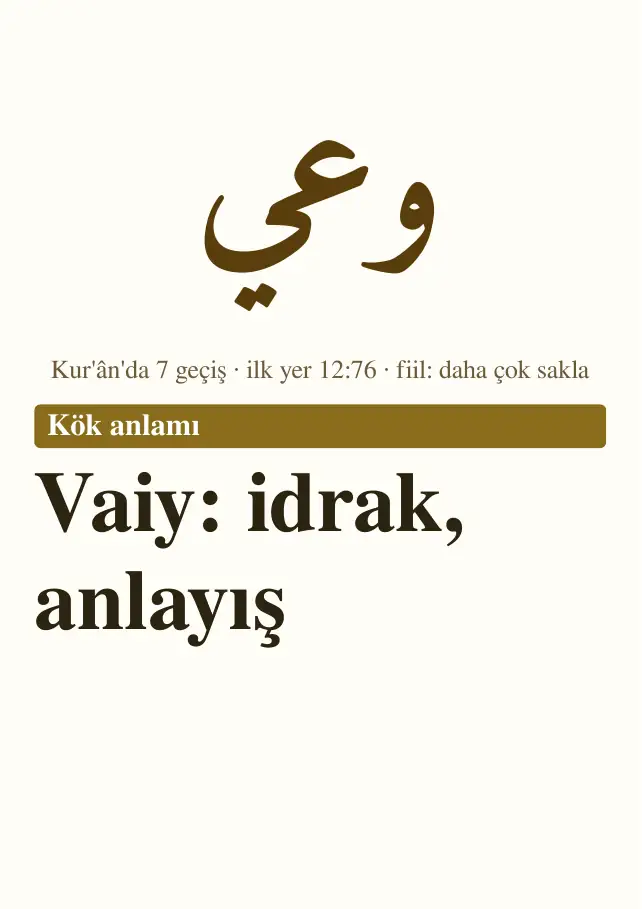 وعي
Kur'ân'da 7 geçiş · ilk yer 12:76 · fiil: daha çok sakla
Kök anlamı
Vaiy: idrak,
anlayış